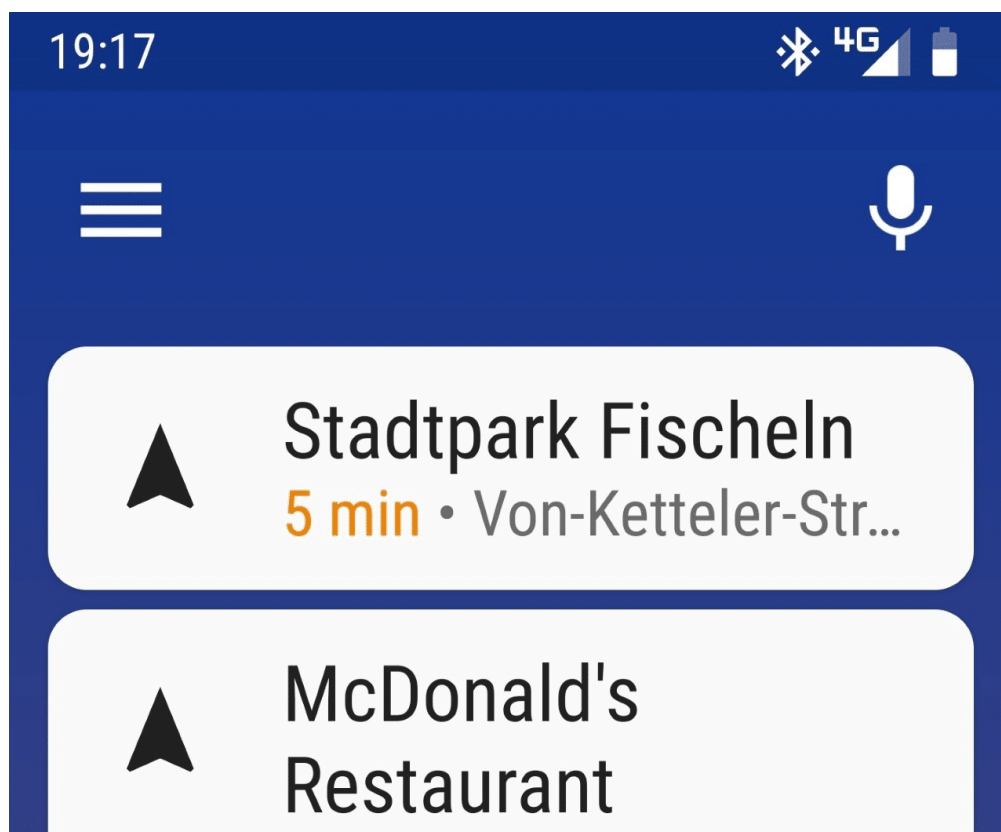 19:17 4G
Stadtpark Fischeln
5 min • Von-Ketteler-Str...
McDonald's
Restaurant